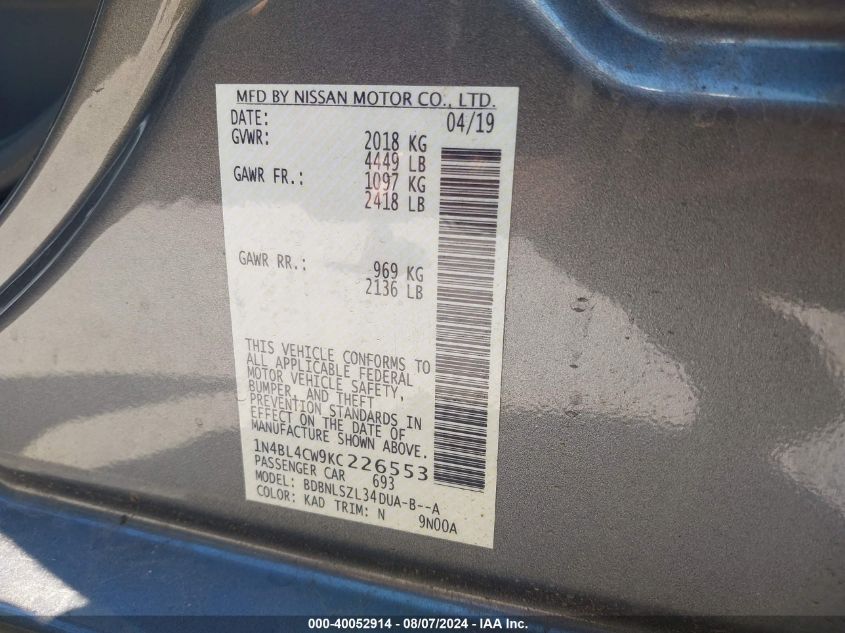 MFD BY NISSAN MOTOR CO., LTD.
DATE: 04/19
GVWR: 2018 KG
4449 LB
GAWR FR.: 1097 KG
2418 LB
GAWR RR.: 969 KG
2136 LB
THIS VEHICLE CONFORMS TO
ALL APPLICABLE FEDERAL
MOTOR VEHICLE SAFETY,
BUMPER, AND THEFT
PREVENTION STANDARDS IN
EFFECT ON THE DATE OF
MANUFACTURE SHOWN ABOVE.
1N4BL4CW9KC226553
PASSENGER CAR 693
MODEL: BDBNLSZL34DUA-B--A
COLOR: KAD TRIM: N 9N00A
000-40052914 - 08/07/2024 - IAA Inc.